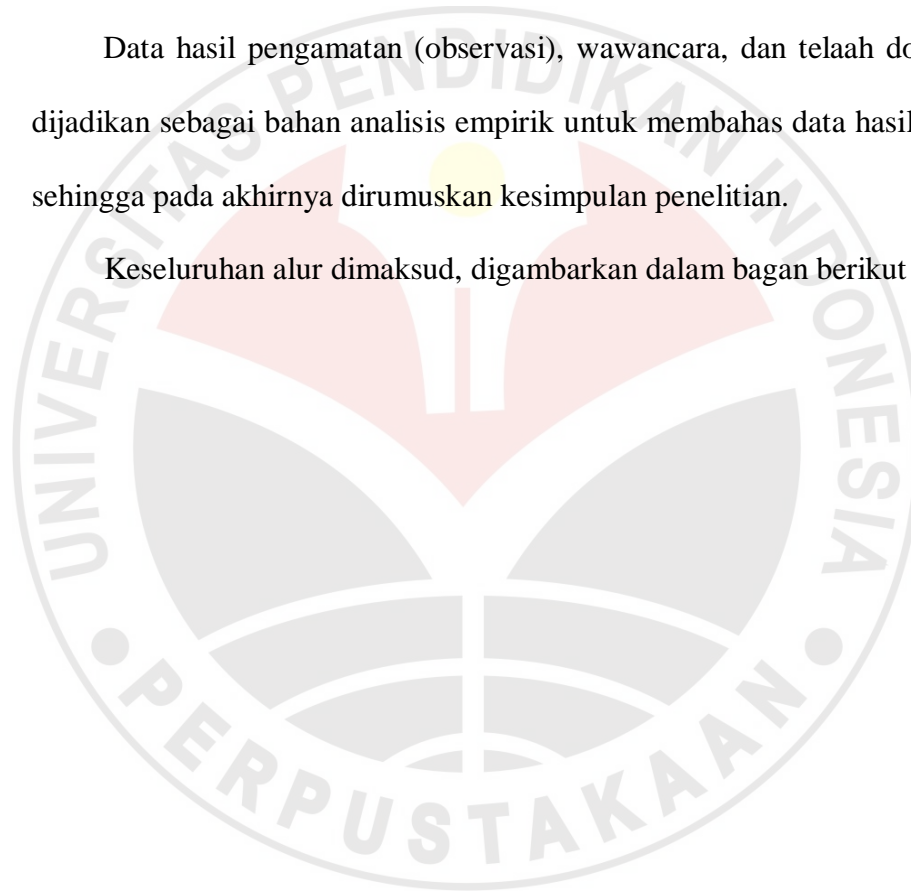 Data hasil pengamatan (observasi), wawancara, dan telaah
dijadikan sebagai bahan analisis empirik untuk membahas data hasil
sehingga pada akhirnya dirumuskan kesimpulan penelitian.
Keseluruhan alur dimaksud, digambarkan dalam bagan berikut
UNIVERSITAS PENDIDIKAN INDONESIA
PERPUSTAKAAN